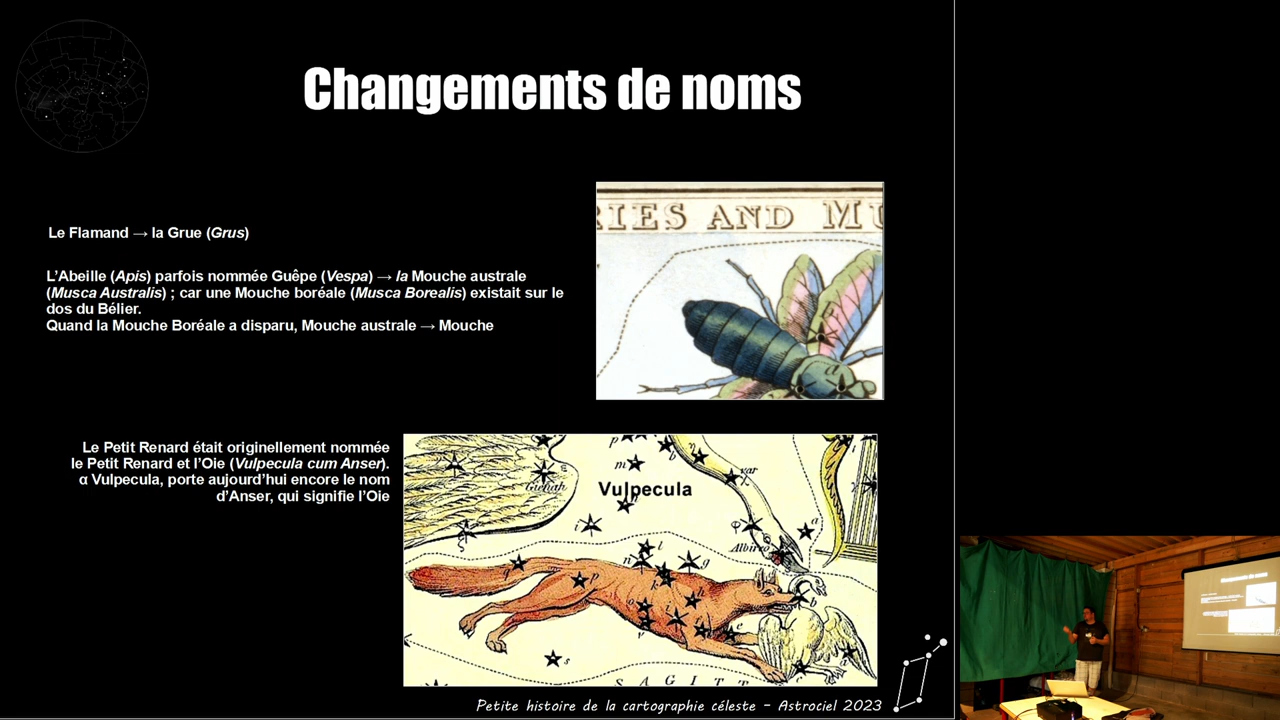 Changements de noms
Le Flamand → la Grue (Grus)
L'Abeille (Apis) parfois nommée Guêpe (Vespa) → la Mouche australe
(Musca Australis) ; car une Mouche boréale (Musca Borealis) existait sur le
dos du Bélier.
Quand la Mouche Boréale a disparu, Mouche australe → Mouche
RIES AND MU
Le Petit Renard était originellement nommée
le Petit Renard et l'Oie (Vulpecula cum Anser).
α Vulpecula, porte aujourd'hui encore le nom
d'Anser, qui signifie l'Oie
Vulpecula
Albireo
SAGITT
Petite histoire de la cartographie céleste – Astrociel 2023
Changements de noms